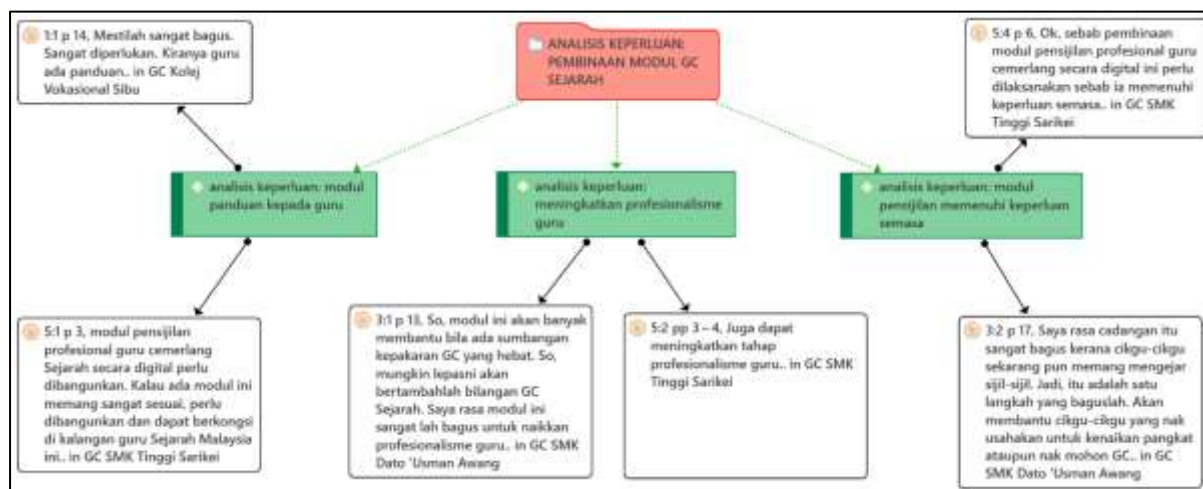 1:1 p 14, Mestilah sangat bagus.
Sangat diperlukan. Kiranya guru
ada panduan.. in GC Kolej
Vokasional Sibu
ANALISIS KEPERLUAN:
PEMBINAAN MODUL GC
SEJARAH
5:4 p 6, Ok, sebab pembinaan
modul pensijilan profesional guru
cemerlang secara digital ini perlu
dilaksanakan sebab ia memenuhi
keperluan semasa.. in GC SMK
Tinggi Sarikei
analisis keperluan: modul
panduan kepada guru
analisis keperluan:
meningkatkan profesionalisme
guru
analisis keperluan: modul
pensijilan memenuhi keperluan
semasa
5:1 p 3, modul pensijilan
profesional guru cemerlang
Sejarah secara digital perlu
dibangunkan. Kalau ada modul ini
memang sangat sesuai, perlu
dibangunkan dan dapat berkongsi
di kalangan guru Sejarah Malaysia
ini.. in GC SMK Tinggi Sarikei
3:1 p 13, So, modul ini akan banyak
membantu bila ada sumbangan
kepakaran GC yang hebat. So,
mungkin lepasni akan
bertambahlah bilangan GC
Sejarah. Saya rasa modul ini
sangat lah bagus untuk naikkan
profesionalisme guru.. in GC SMK
Dato 'Usman Awang
5:2 pp 3 – 4, Juga dapat
meningkatkan tahap
profesionalisme guru.. in GC SMK
Tinggi Sarikei
3:2 p 17, Saya rasa cadangan itu
sangat bagus kerana cikgu-cikgu
sekarang pun memang mengejar
sijil-sijil. Jadi, itu adalah satu
langkah yang baguslah. Akan
membantu cikgu-cikgu yang nak
usahakan untuk kenaikan pangkat
ataupun nak mohon GC.. in GC
SMK Dato 'Usman Awang